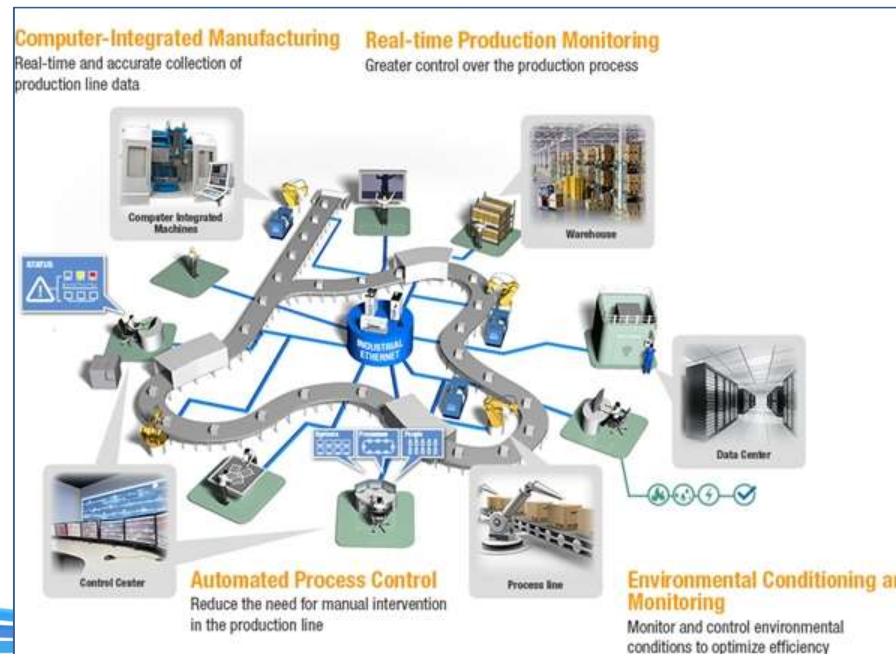 Computer-Integrated Manufacturing
Real-time and accurate collection of
production line data
Real-time Production Monitoring
Greater control over the production process
Computer Integrated
Machines
Warehouse
STATUS
INDUSTRIAL
ETHERNET
Systems
Processes
People
Data Center
Control Center
Process line
Automated Process Control
Reduce the need for manual intervention
in the production line
Environmental Conditioning an
Monitoring
Monitor and control environmental
conditions to optimize efficiency